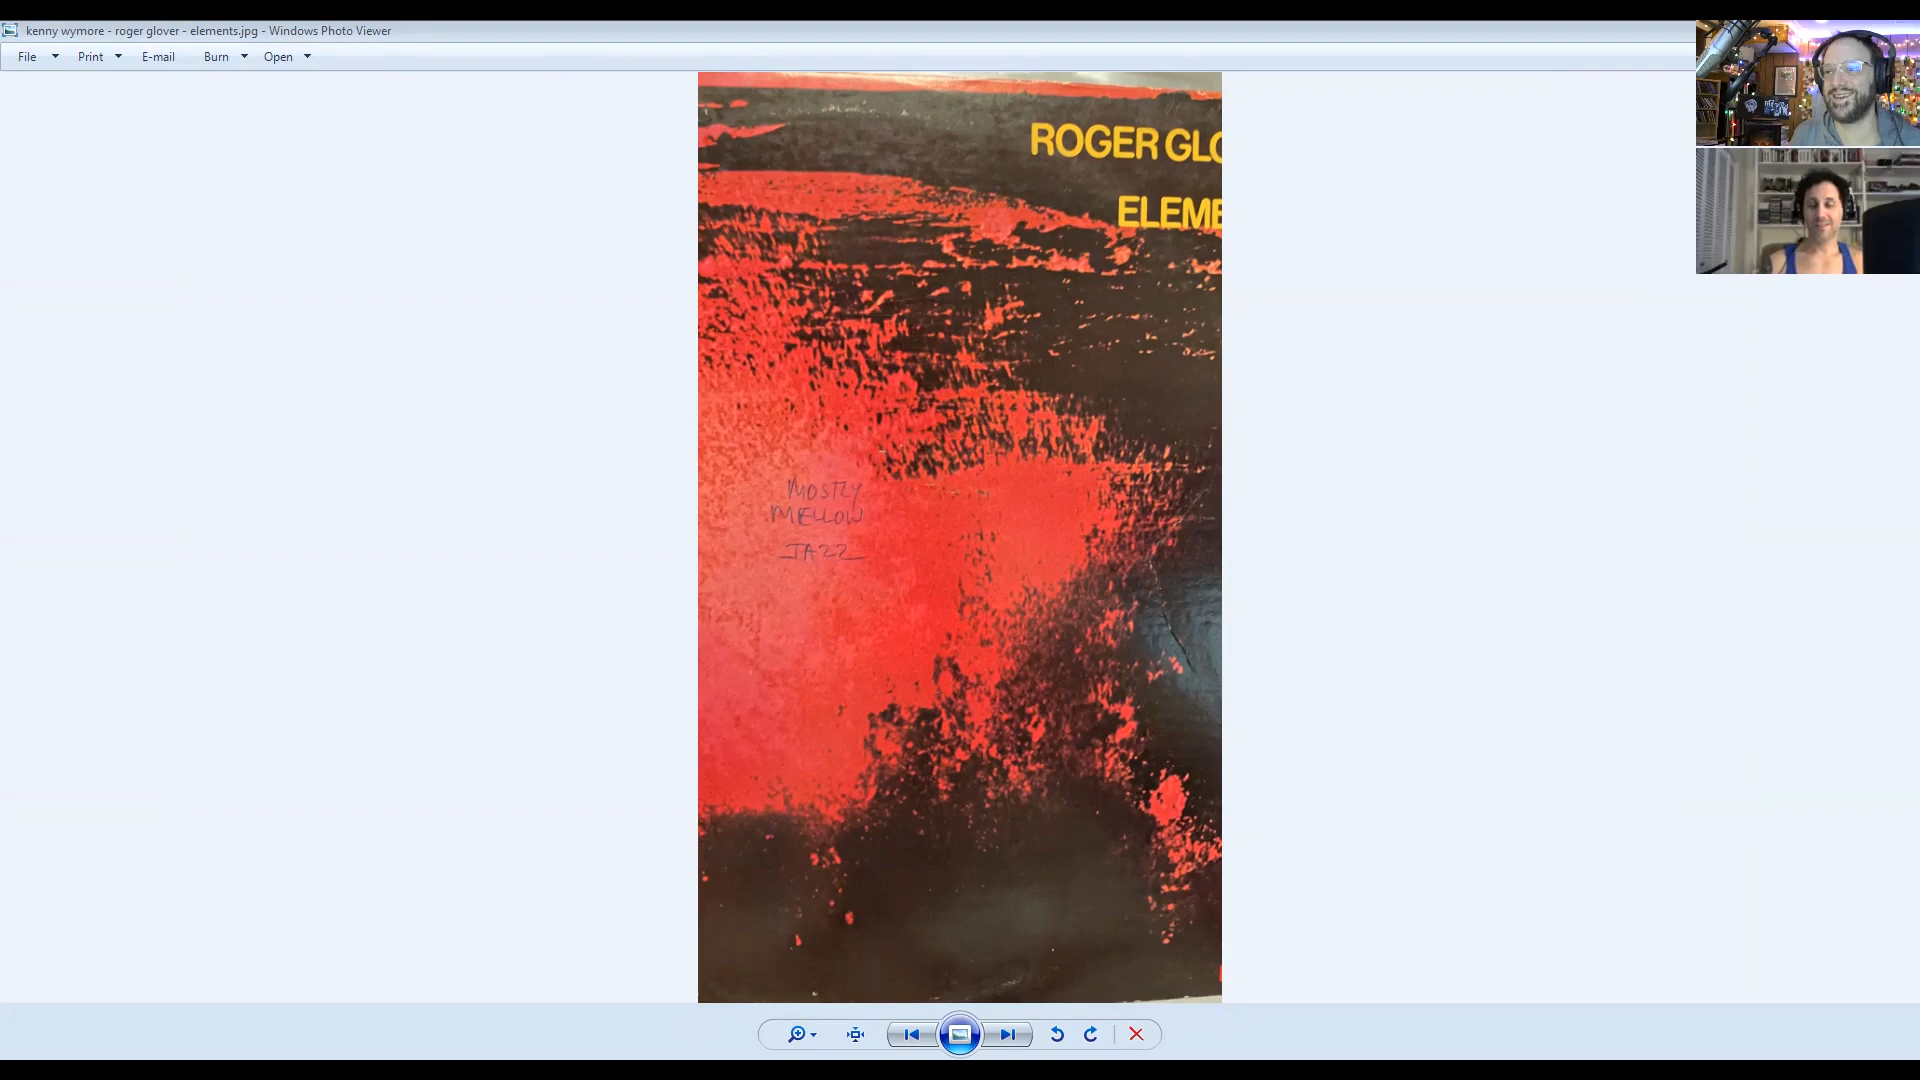 kenny wymore - roger glover - elements.jpg - Windows Photo Viewer
File Print E-mail Burn Open
ROGER GLO
ELEME
MOSTLY
MELLOW
JAZZ